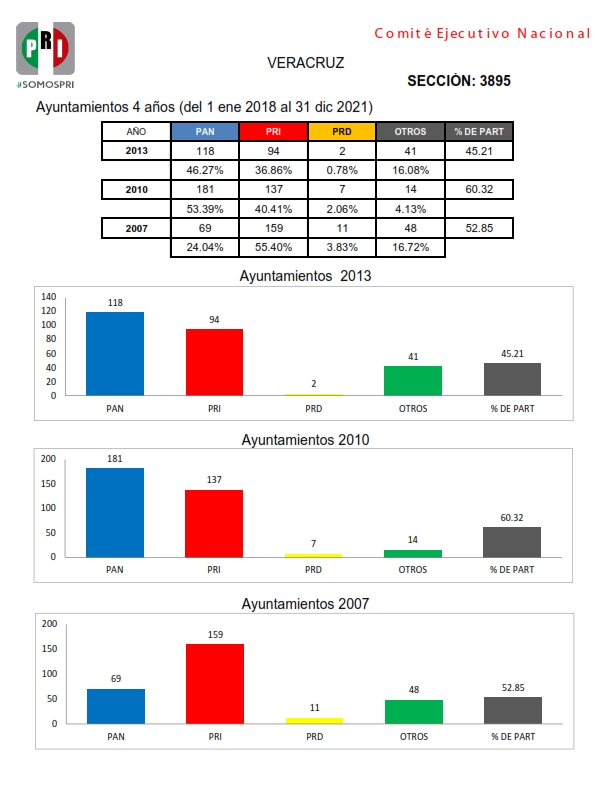 Comité Ejecutivo Nacional
PRI
#SOMOSPRI
VERACRUZ
SECCIÓN: 3895
Ayuntamientos 4 años (del 1 ene 2018 al 31 dic 2021)
AÑO PAN PRI PRD OTROS % DE PART
2013 118 94 2 41 45.21
46.27% 36.86% 0.78% 16.08%
2010 181 137 7 14 60.32
53.39% 40.41% 2.06% 4.13%
2007 69 159 11 48 52.85
24.04% 55.40% 3.83% 16.72%
Ayuntamientos 2013
140
120
100
80
60
40
20
0
118 94 2 41 45.21
PAN PRI PRD OTROS % DE PART
Ayuntamientos 2010
200
150
100
50
0
181 137 7 14 60.32
PAN PRI PRD OTROS % DE PART
Ayuntamientos 2007
200
150
100
50
0
69 159 11 48 52.85
PAN PRI PRD OTROS % DE PART